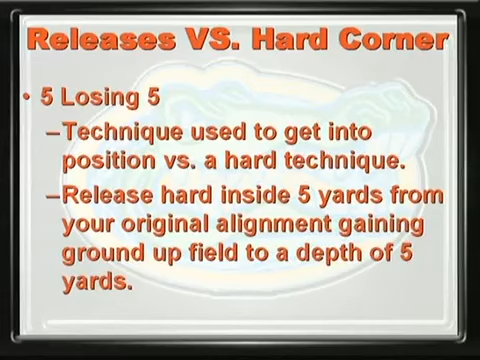 Releases VS. Hard Corner
• 5 Losing 5
–Technique used to get into
position vs. a hard technique.
–Release hard inside 5 yards from
your original alignment gaining
ground up field to a depth of 5
yards.